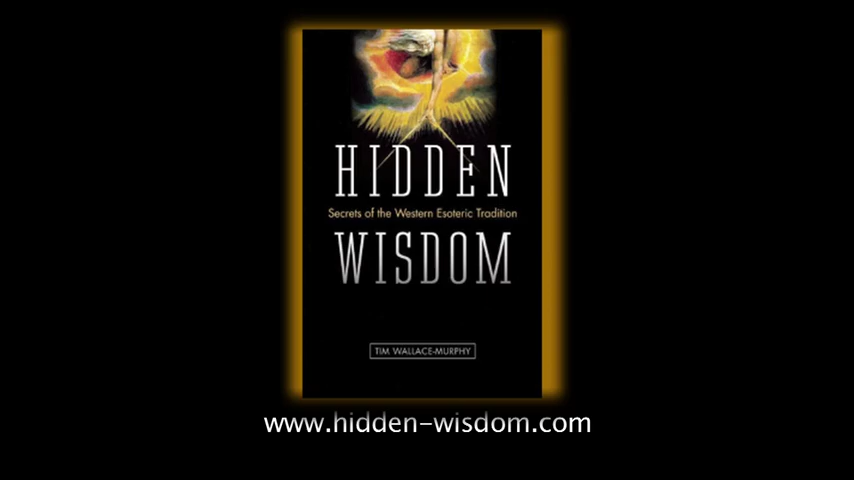 HIDDEN
Secrets of the Western Esoteric Tradition
WISDOM
TIM WALLACE-MURPHY
www.hidden-wisdom.com